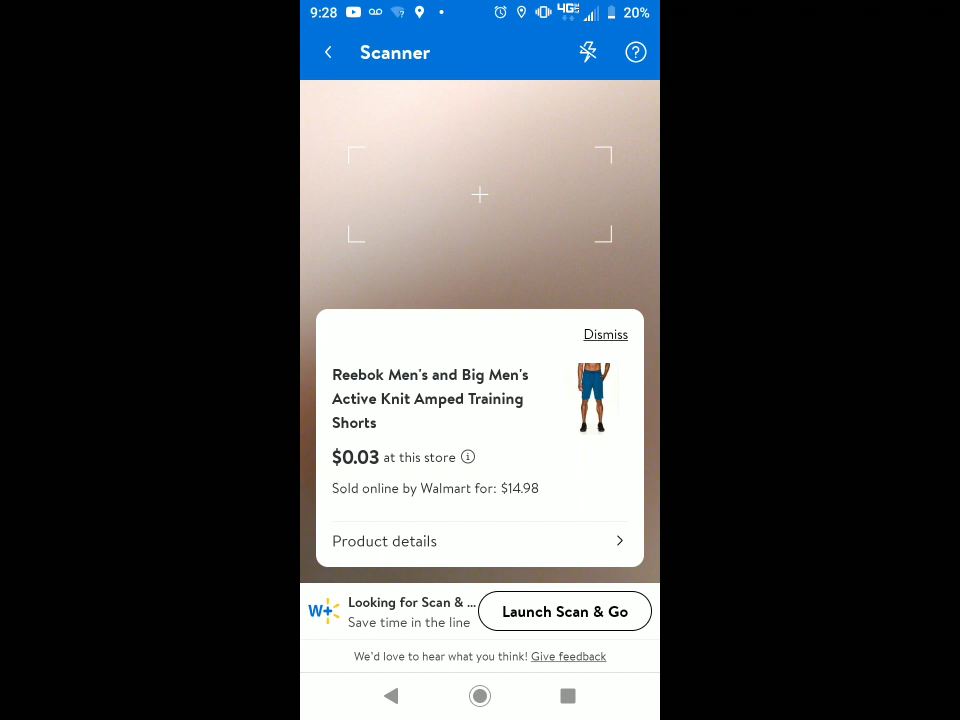 9:28
4G
20%
Scanner
Dismiss
Reebok Men's and Big Men's
Active Knit Amped Training
Shorts
$0.03 at this store
Sold online by Walmart for: $14.98
Product details
W+
Looking for Scan & ...
Save time in the line
Launch Scan & Go
We'd love to hear what you think! Give feedback